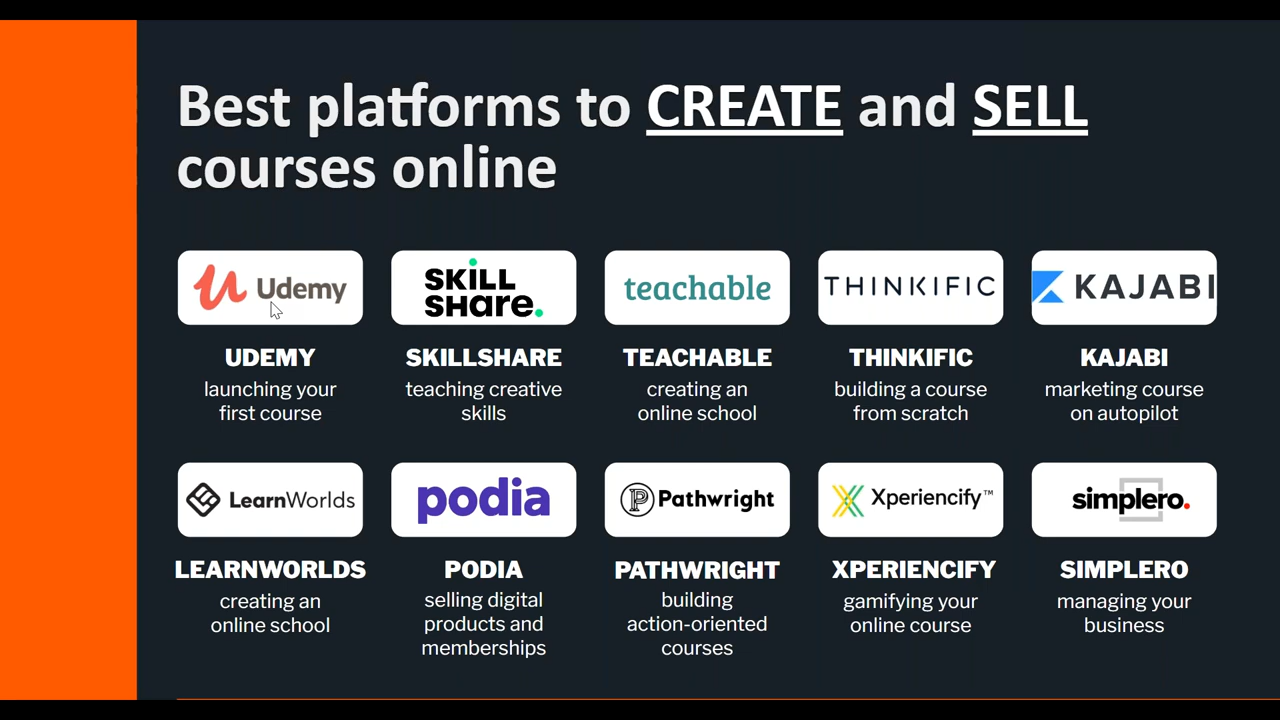 Best platforms to CREATE and SELL
courses online
Udemy
SKILL
SHARE.
teachable
THINKIFIC
KAJABI
UDEMY
launching your
first course
SKILLSHARE
teaching creative
skills
TEACHABLE
creating an
online school
THINKIFIC
building a course
from scratch
KAJABI
marketing course
on autopilot
LearnWorlds
podia
P Pathwright
Xperiencify™
simplero.
LEARNWORLDS
creating an
online school
PODIA
selling digital
products and
memberships
PATHWRIGHT
building
action-oriented
courses
XPERIENCIFY
gamifying your
online course
SIMPLERO
managing your
business